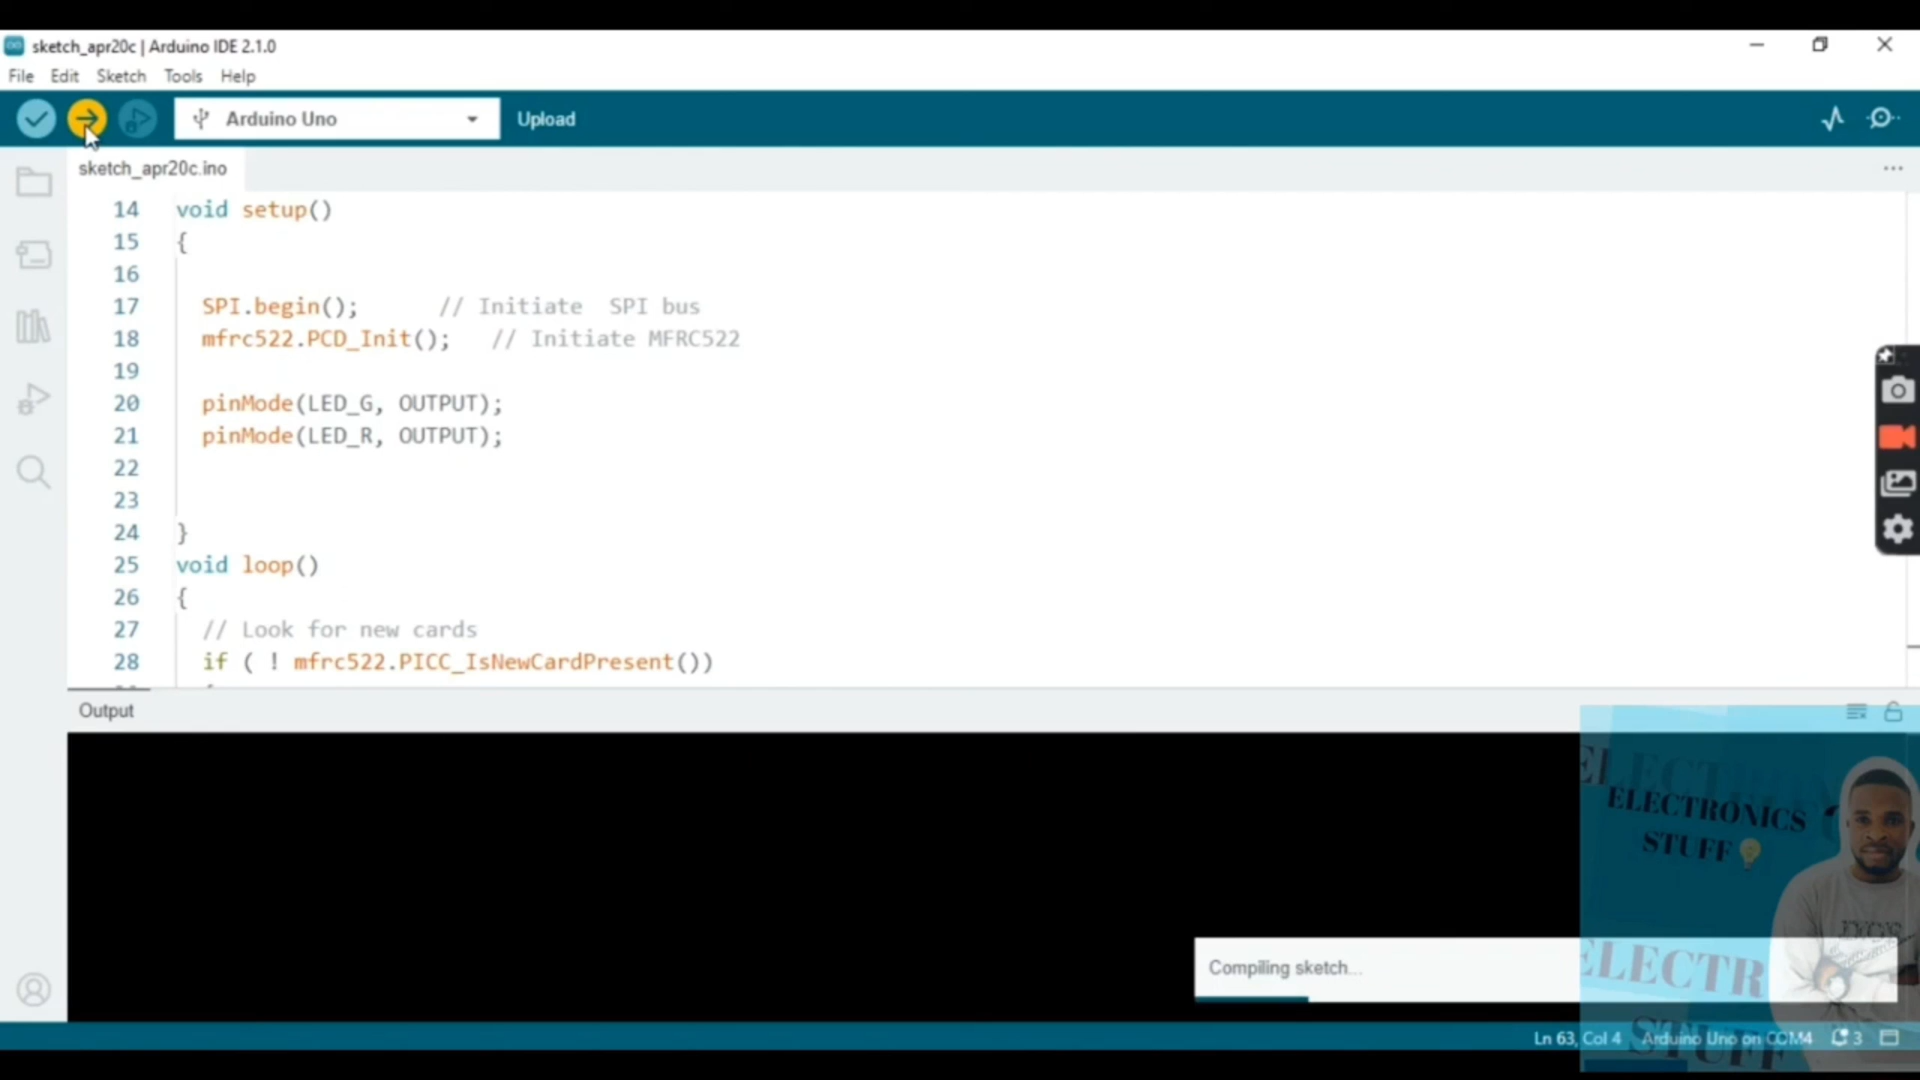 sketch_apr20c | Arduino IDE 2.1.0
File Edit Sketch Tools Help
Arduino Uno
Upload
sketch_apr20c.ino
14 void setup()
15 {
16
17 SPI.begin(); // Initiate  SPI bus
18 mfrc522.PCD_Init(); // Initiate MFRC522
19
20 pinMode(LED_G, OUTPUT);
21 pinMode(LED_R, OUTPUT);
22
23
24 }
25 void loop()
26 {
27 // Look for new cards
28 if ( ! mfrc522.PICC_IsNewCardPresent())
Output
ELECTRONICS
STUFF
Compiling sketch...
ELECTR
STUFF
Ln 63, Col 4 Arduino Uno on COM4 3